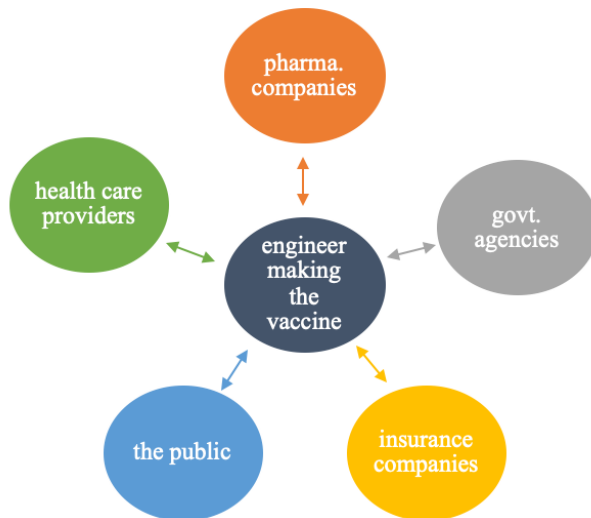 pharma.
companies
health care
providers
govt.
agencies
engineer
making
the
vaccine
the public
insurance
companies